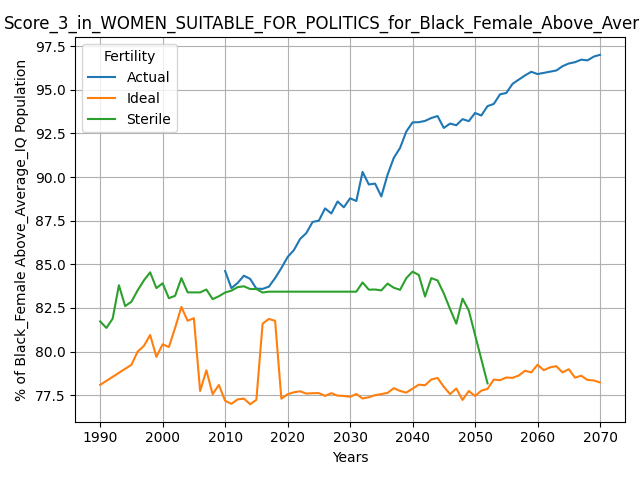 Score_3_in_WOMEN_SUITABLE_FOR_POLITICS_for_Black_Female_Above_Aver
% of Black_Female Above_Average_IQ Population
97.5
95.0
92.5
90.0
87.5
85.0
82.5
80.0
77.5
Fertility
Actual
Ideal
Sterile
1990 2000 2010 2020 2030 2040 2050 2060 2070
Years